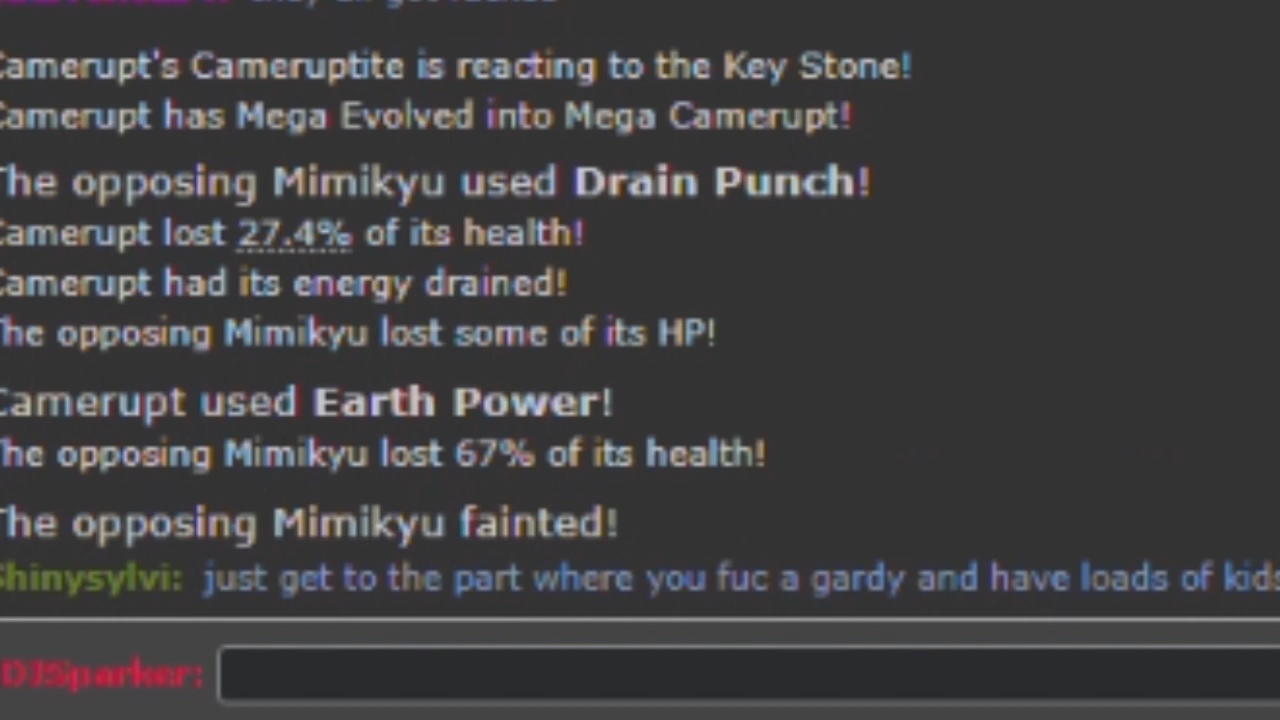 Camerupt's Cameruptite is reacting to the Key Stone!
Camerupt has Mega Evolved into Mega Camerupt!
The opposing Mimikyu used Drain Punch!
Camerupt lost 27.4% of its health!
Camerupt had its energy drained!
The opposing Mimikyu lost some of its HP!
Camerupt used Earth Power!
The opposing Mimikyu lost 67% of its health!
The opposing Mimikyu fainted!
Shinysylvi: just get to the part where you fuc a gardy and have loads of kids
DJSparker: